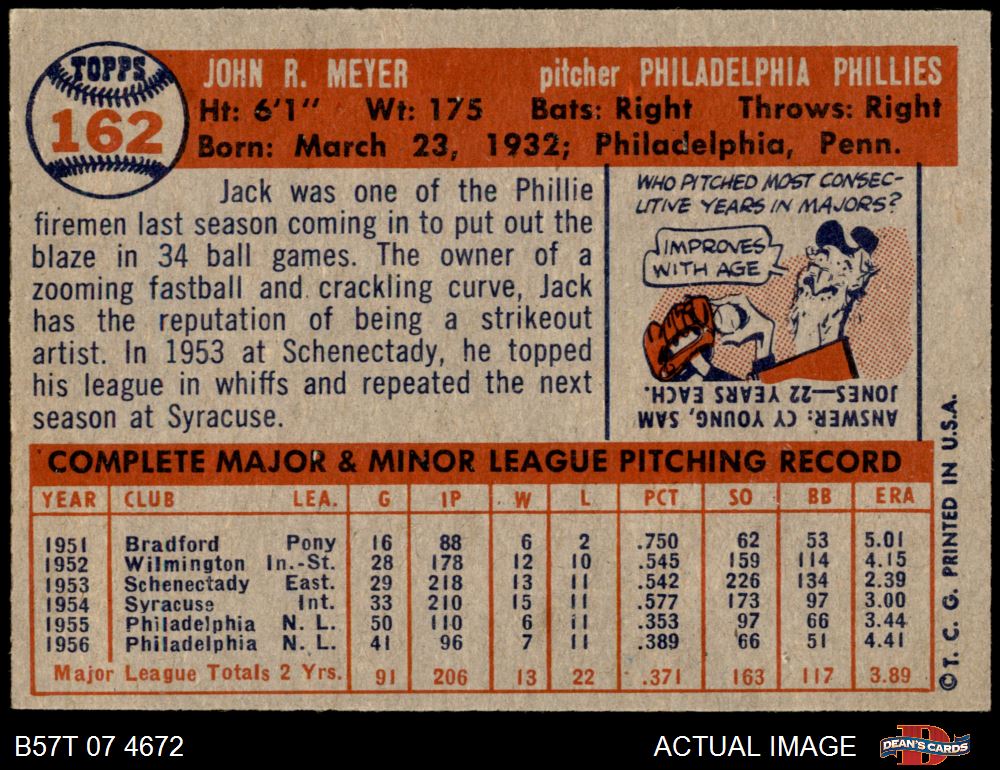 TOPPS
162
JOHN R. MEYER pitcher PHILADELPHIA PHILLIES
Ht: 6'1" Wt: 175 Bats: Right Throws: Right
Born: March 23, 1932; Philadelphia, Penn.
Jack was one of the Phillie
firemen last season coming in to put out the
blaze in 34 ball games. The owner of a
zooming fastball and crackling curve, Jack
has the reputation of being a strikeout
artist. In 1953 at Schenectady, he topped
his league in whiffs and repeated the next
season at Syracuse.
WHO PITCHED MOST CONSEC-
UTIVE YEARS IN MAJORS?
IMPROVES
WITH AGE
ANSWER: CY YOUNG, SAM
JONES—22 YEARS EACH.
COMPLETE MAJOR & MINOR LEAGUE PITCHING RECORD
YEAR CLUB LEA. G IP W L PCT SO BB ERA
1951 Bradford Pony 16 88 6 2 .750 62 53 5.01
1952 Wilmington In.-St. 28 178 12 10 .545 159 114 4.15
1953 Schenectady East. 29 218 13 11 .542 226 134 2.39
1954 Syracuse Int. 33 210 15 11 .577 173 97 3.00
1955 Philadelphia N. L. 50 110 6 11 .353 97 66 3.44
1956 Philadelphia N. L. 41 96 7 11 .389 66 51 4.41
Major League Totals 2 Yrs. 91 206 13 22 .371 163 117 3.89
©T. C. G. PRINTED IN U.S.A.
B57T 07 4672
ACTUAL IMAGE
D
DEAN'S CARDS